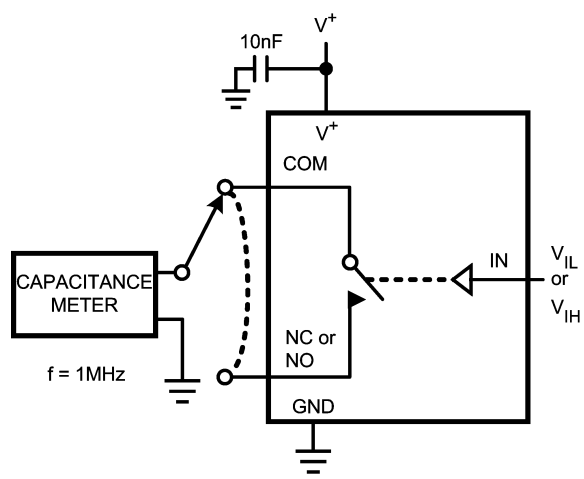 V+
10nF
V+
COM
IN
VIL
or
VIH
CAPACITANCE
METER
NC or
NO
f = 1MHz
GND